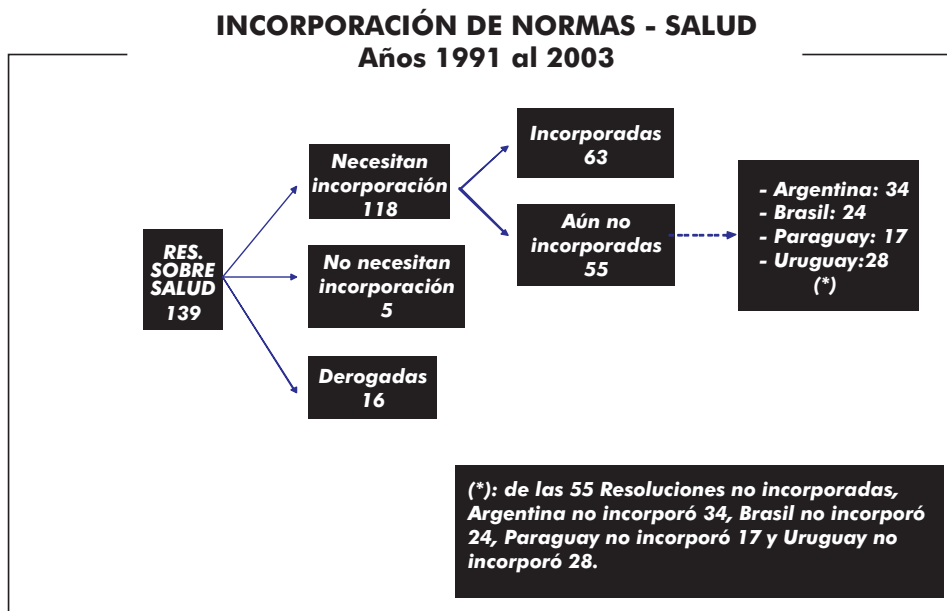 INCORPORACIÓN DE NORMAS - SALUD
Años 1991 al 2003
RES.
SOBRE
SALUD
139
Necesitan
incorporación
118
No necesitan
incorporación
5
Derogadas
16
Incorporadas
63
Aún no
incorporadas
55
- Argentina: 34
- Brasil: 24
- Paraguay: 17
- Uruguay:28
(*)
(*): de las 55 Resoluciones no incorporadas,
Argentina no incorporó 34, Brasil no incorporó
24, Paraguay no incorporó 17 y Uruguay no
incorporó 28.